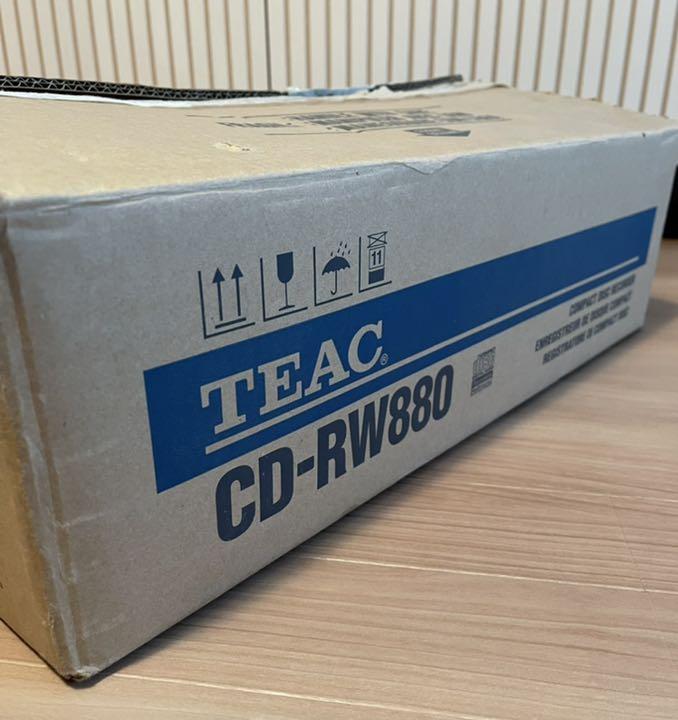 11
TEAC®
CD-RW880
COMPACT DISC RECORDER
ENREGISTREUR DE DISQUE COMPACT
REGISTRATORE DI COMPACT DISC